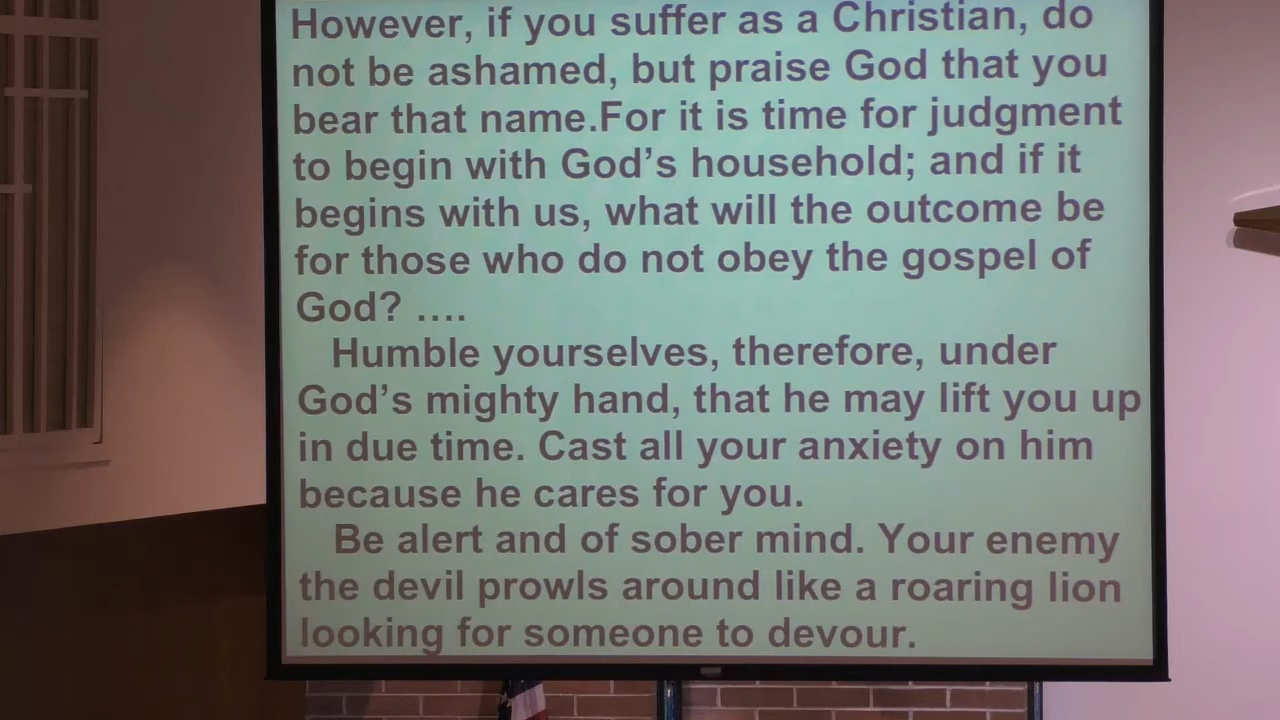 However, if you suffer as a Christian, do
not be ashamed, but praise God that you
bear that name.For it is time for judgment
to begin with God’s household; and if it
begins with us, what will the outcome be
for those who do not obey the gospel of
God? ....
Humble yourselves, therefore, under
God’s mighty hand, that he may lift you up
in due time. Cast all your anxiety on him
because he cares for you.
Be alert and of sober mind. Your enemy
the devil prowls around like a roaring lion
looking for someone to devour.